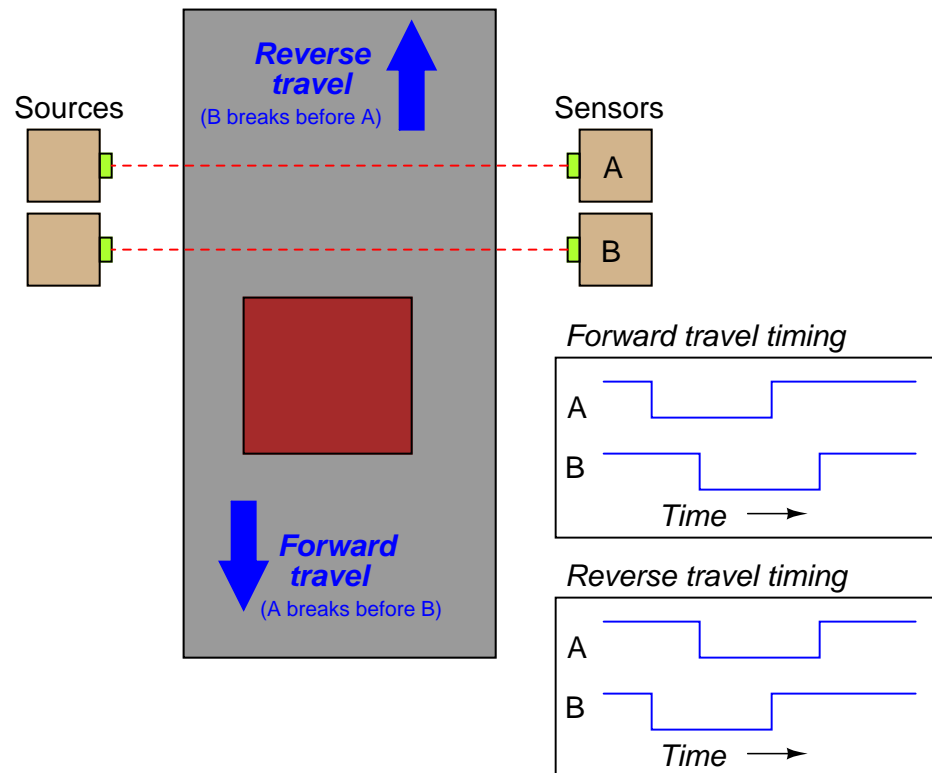 Reverse
travel
(B breaks before A)
Sources
Sensors
A
B
Forward travel timing
A
B
Time
Forward
travel
(A breaks before B)
Reverse travel timing
A
B
Time